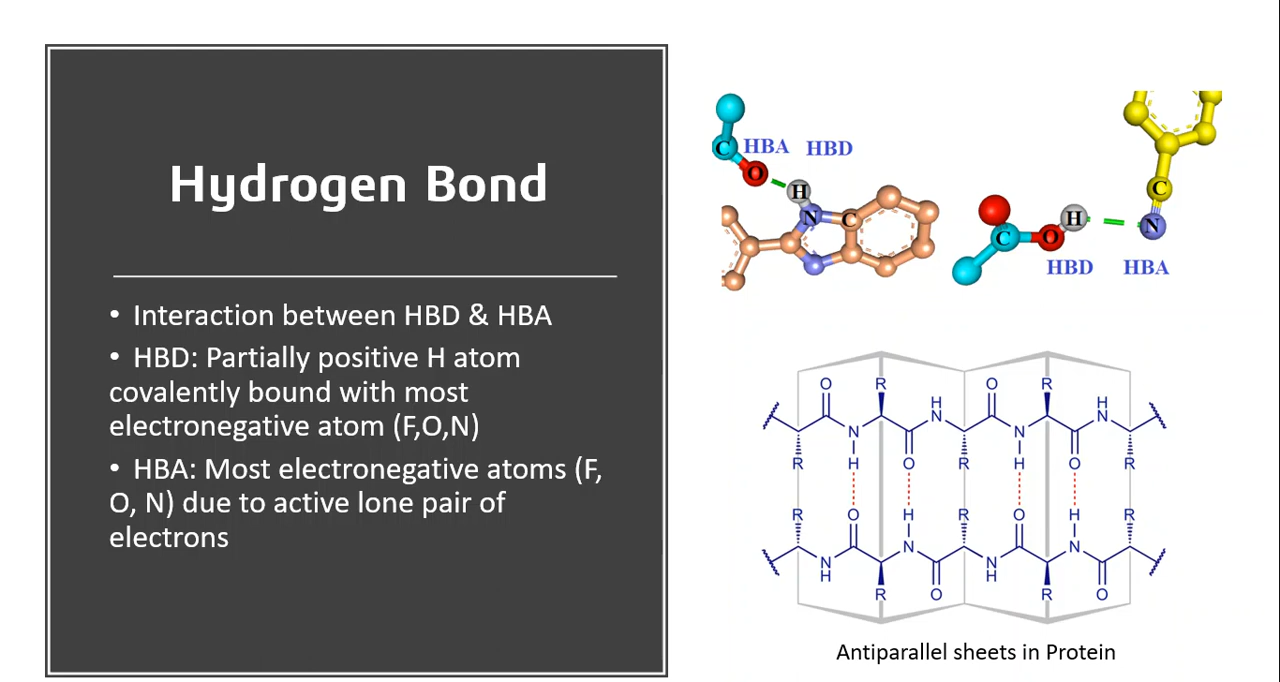 Hydrogen Bond
• Interaction between HBD & HBA
• HBD: Partially positive H atom
covalently bound with most
electronegative atom (F,O,N)
• HBA: Most electronegative atoms (F,
O, N) due to active lone pair of
electrons
C HBA HBD
O
H
N C
C
H
C O N
HBD HBA
O R O R
H H
N N
N N
H R O R H O R
R O H R O H R
N N
N N
H H
R O R O
Antiparallel sheets in Protein